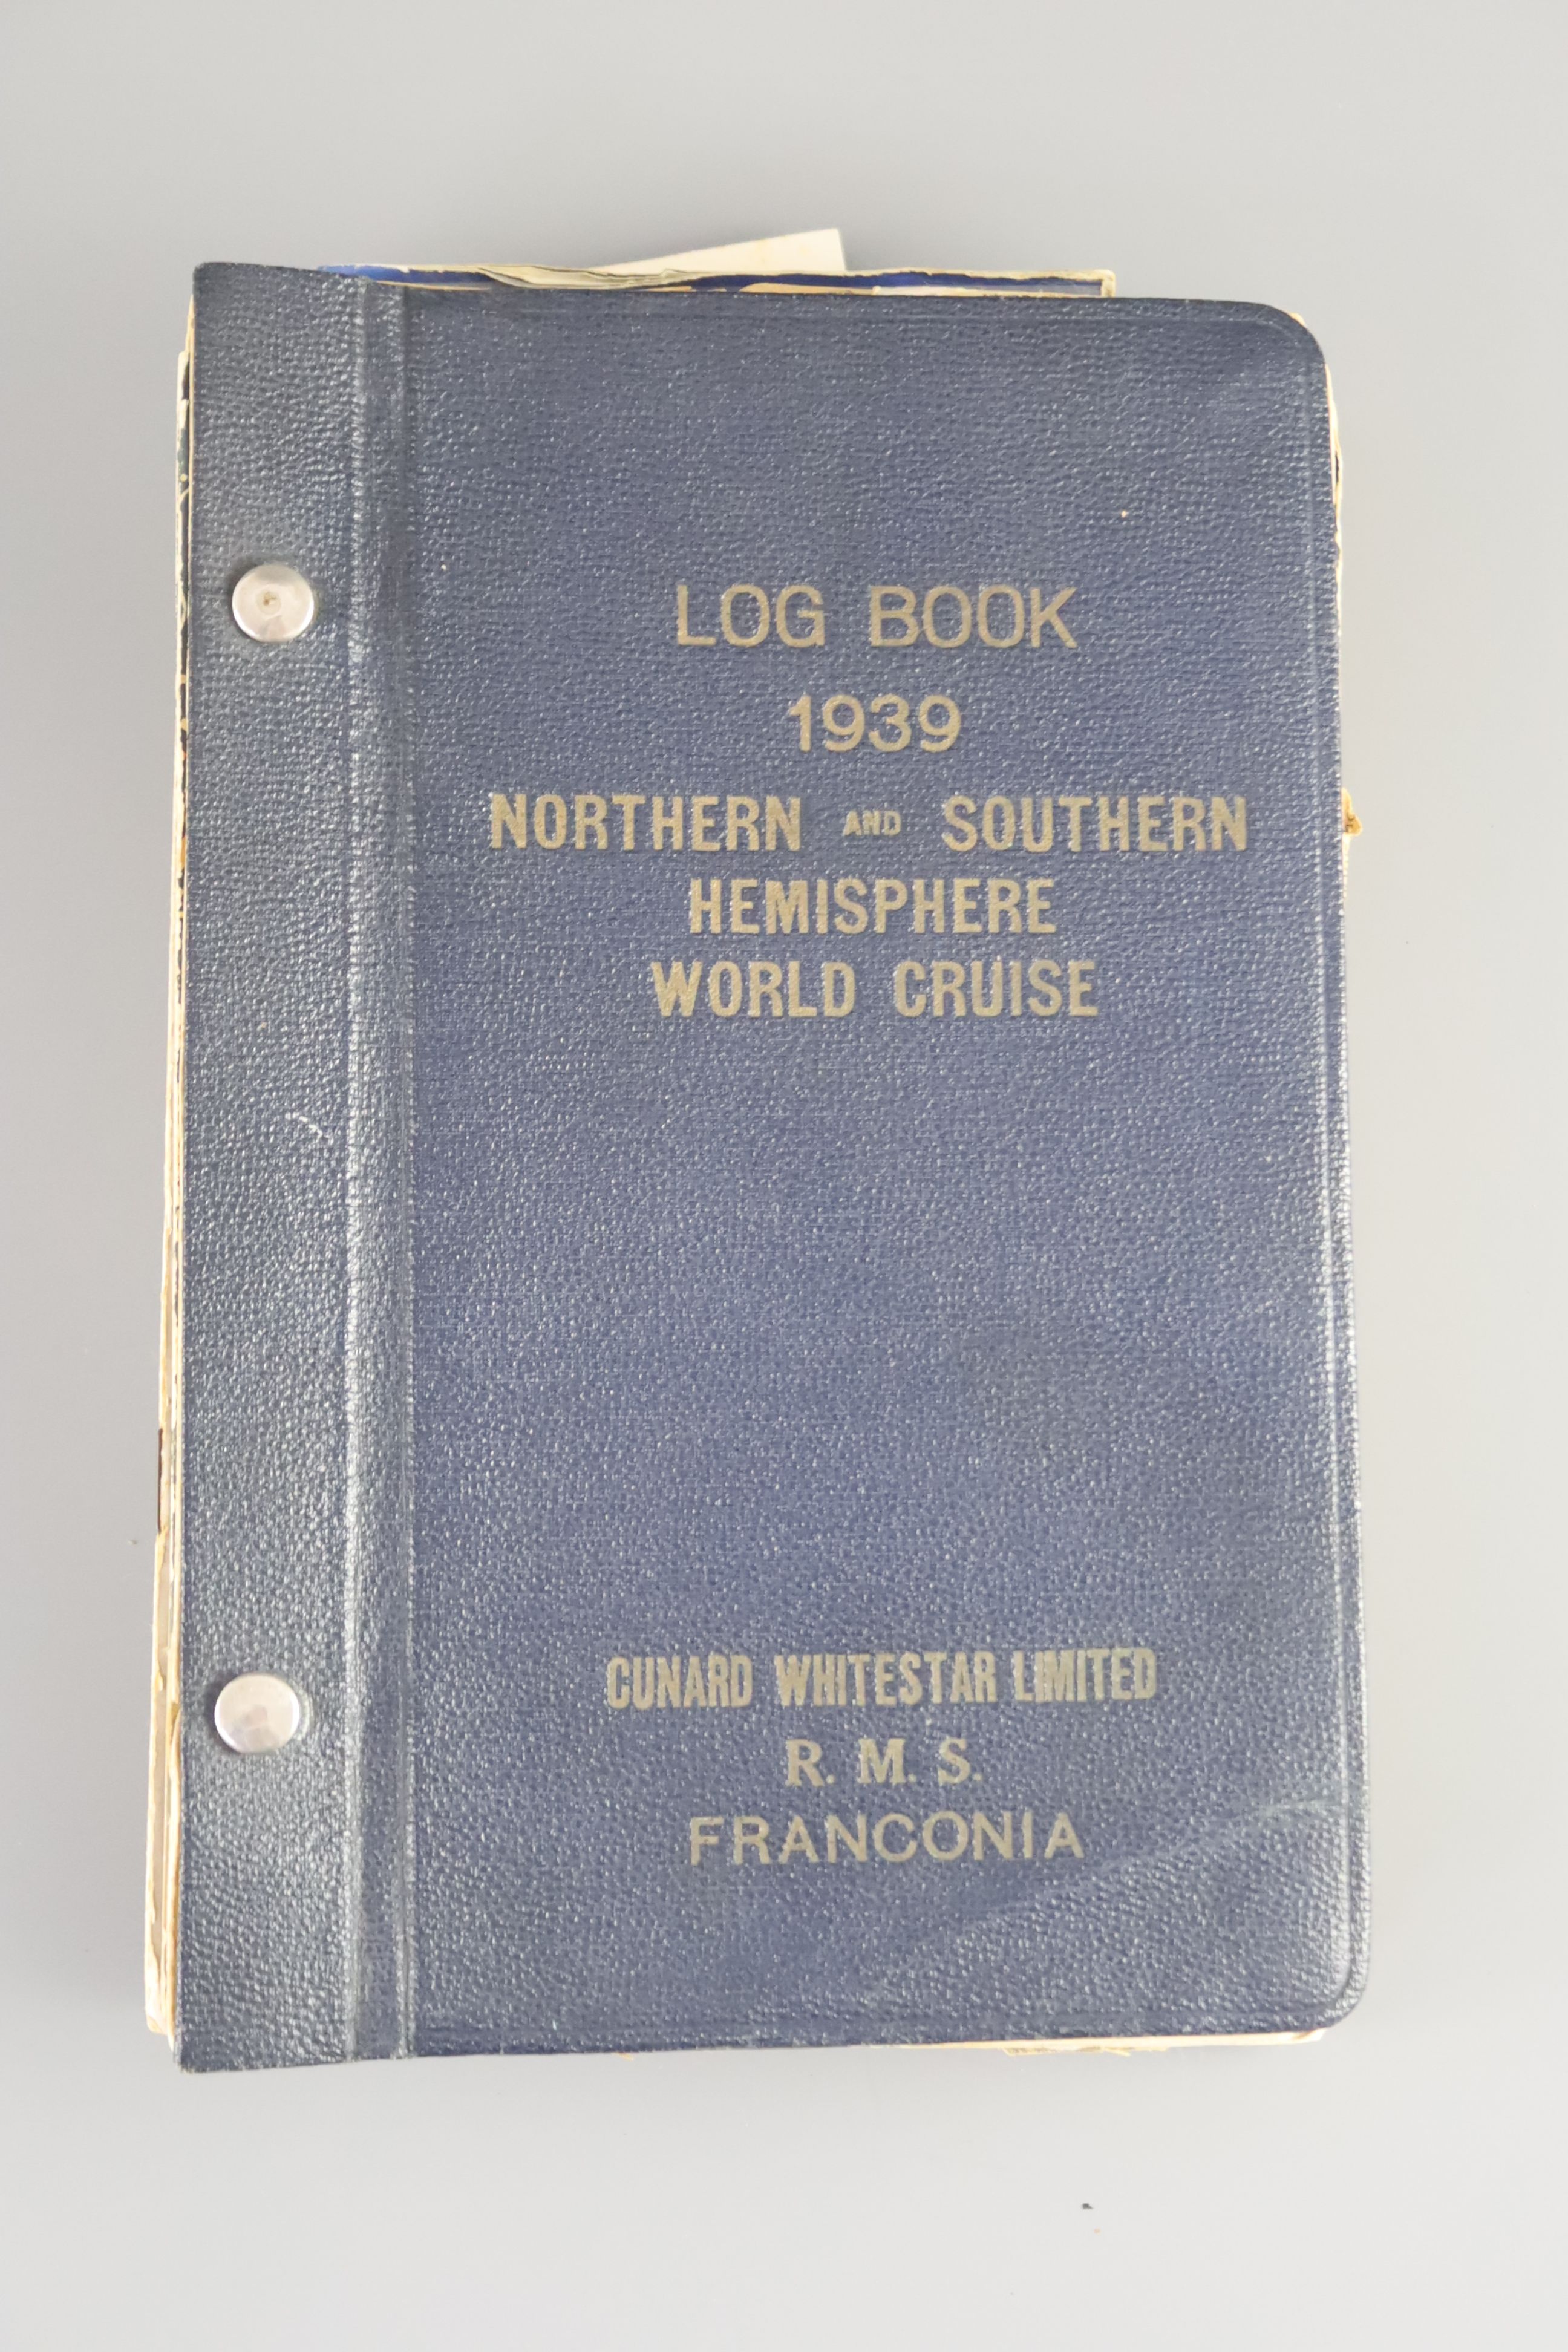 LOG BOOK
1939
NORTHERN AND SOUTHERN
HEMISPHERE
WORLD CRUISE
CUNARD WHITESTAR LIMITED
R. M. S.
FRANCONIA